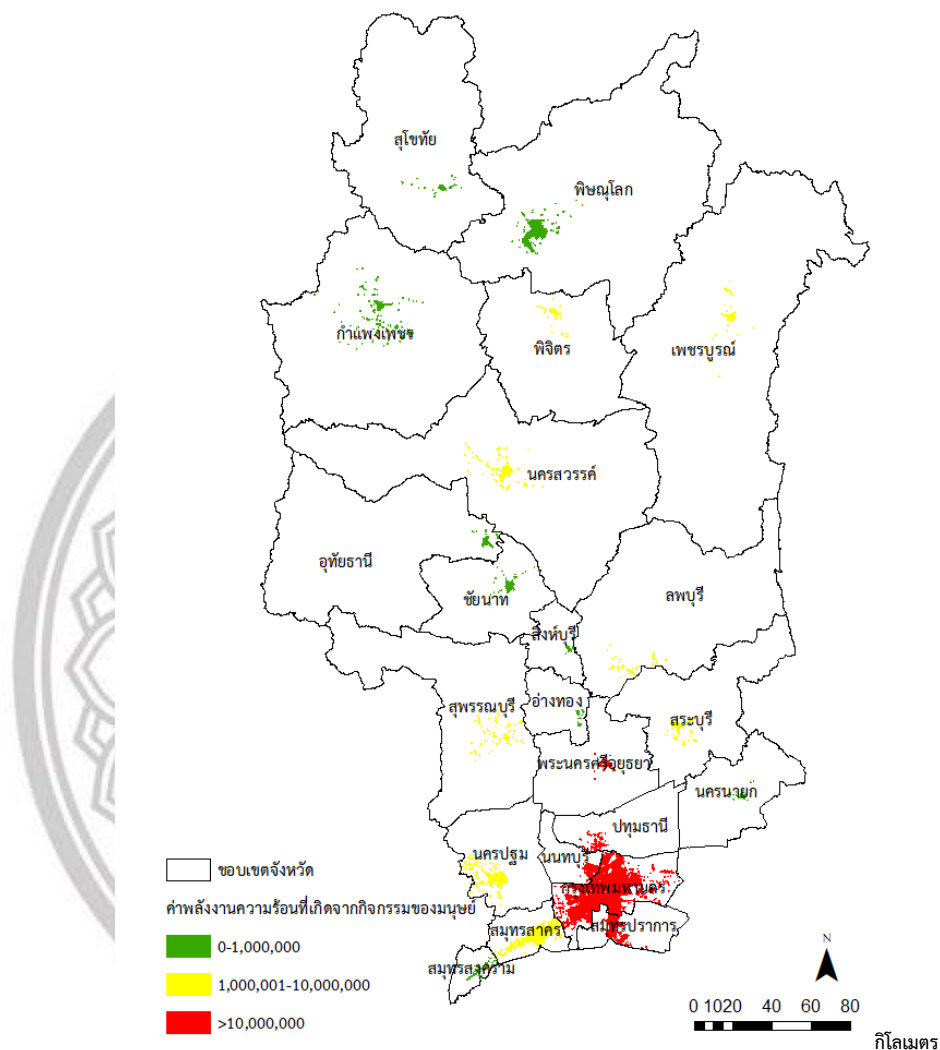 สุโขทัย
พิษณุโลก
กำแพงเพชร
พิจิตร
เพชรบูรณ์
นครสวรรค์
อุทัยธานี
ชัยนาท
ลพบุรี
สิงห์บุรี
สุพรรณบุรี
อ่างทอง
สระบุรี
พระนครศรีอยุธยา
นครนายก
ปทุมธานี
นครปฐม
นนทบุรี
กรุงเทพมหานคร
สมุทรสาคร
สมุทรปราการ
สมุทรสงคราม
ขอบเขตจังหวัด
ค่าพลังงานความร้อนที่เกิดจากกิจกรรมของมนุษย์
0-1,000,000
1,000,001-10,000,000
>10,000,000
N
0 1020 40 60 80
กิโลเมตร